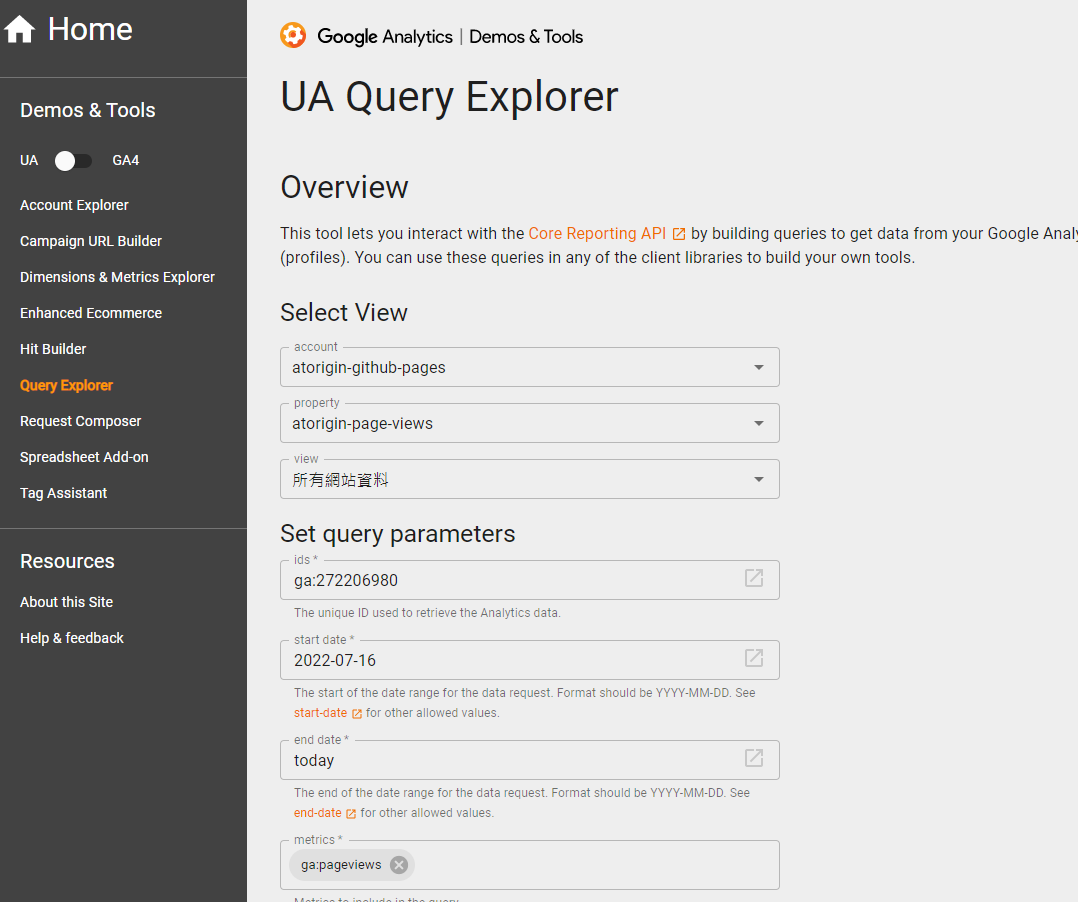 Home
Demos & Tools
UA GA4
Account Explorer
Campaign URL Builder
Dimensions & Metrics Explorer
Enhanced Ecommerce
Hit Builder
Query Explorer
Request Composer
Spreadsheet Add-on
Tag Assistant
Resources
About this Site
Help & feedback
Google Analytics | Demos & Tools
UA Query Explorer
Overview
This tool lets you interact with the Core Reporting API by building queries to get data from your Google Analy
(profiles). You can use these queries in any of the client libraries to build your own tools.
Select View
account
atorigin-github-pages
property
atorigin-page-views
view
所有網站資料
Set query parameters
ids *
ga:272206980
The unique ID used to retrieve the Analytics data.
start date *
2022-07-16
The start of the date range for the data request. Format should be YYYY-MM-DD. See
start-date for other allowed values.
end date *
today
The end of the date range for the data request. Format should be YYYY-MM-DD. See
end-date for other allowed values.
metrics *
ga:pageviews
Metrics to include in the query.